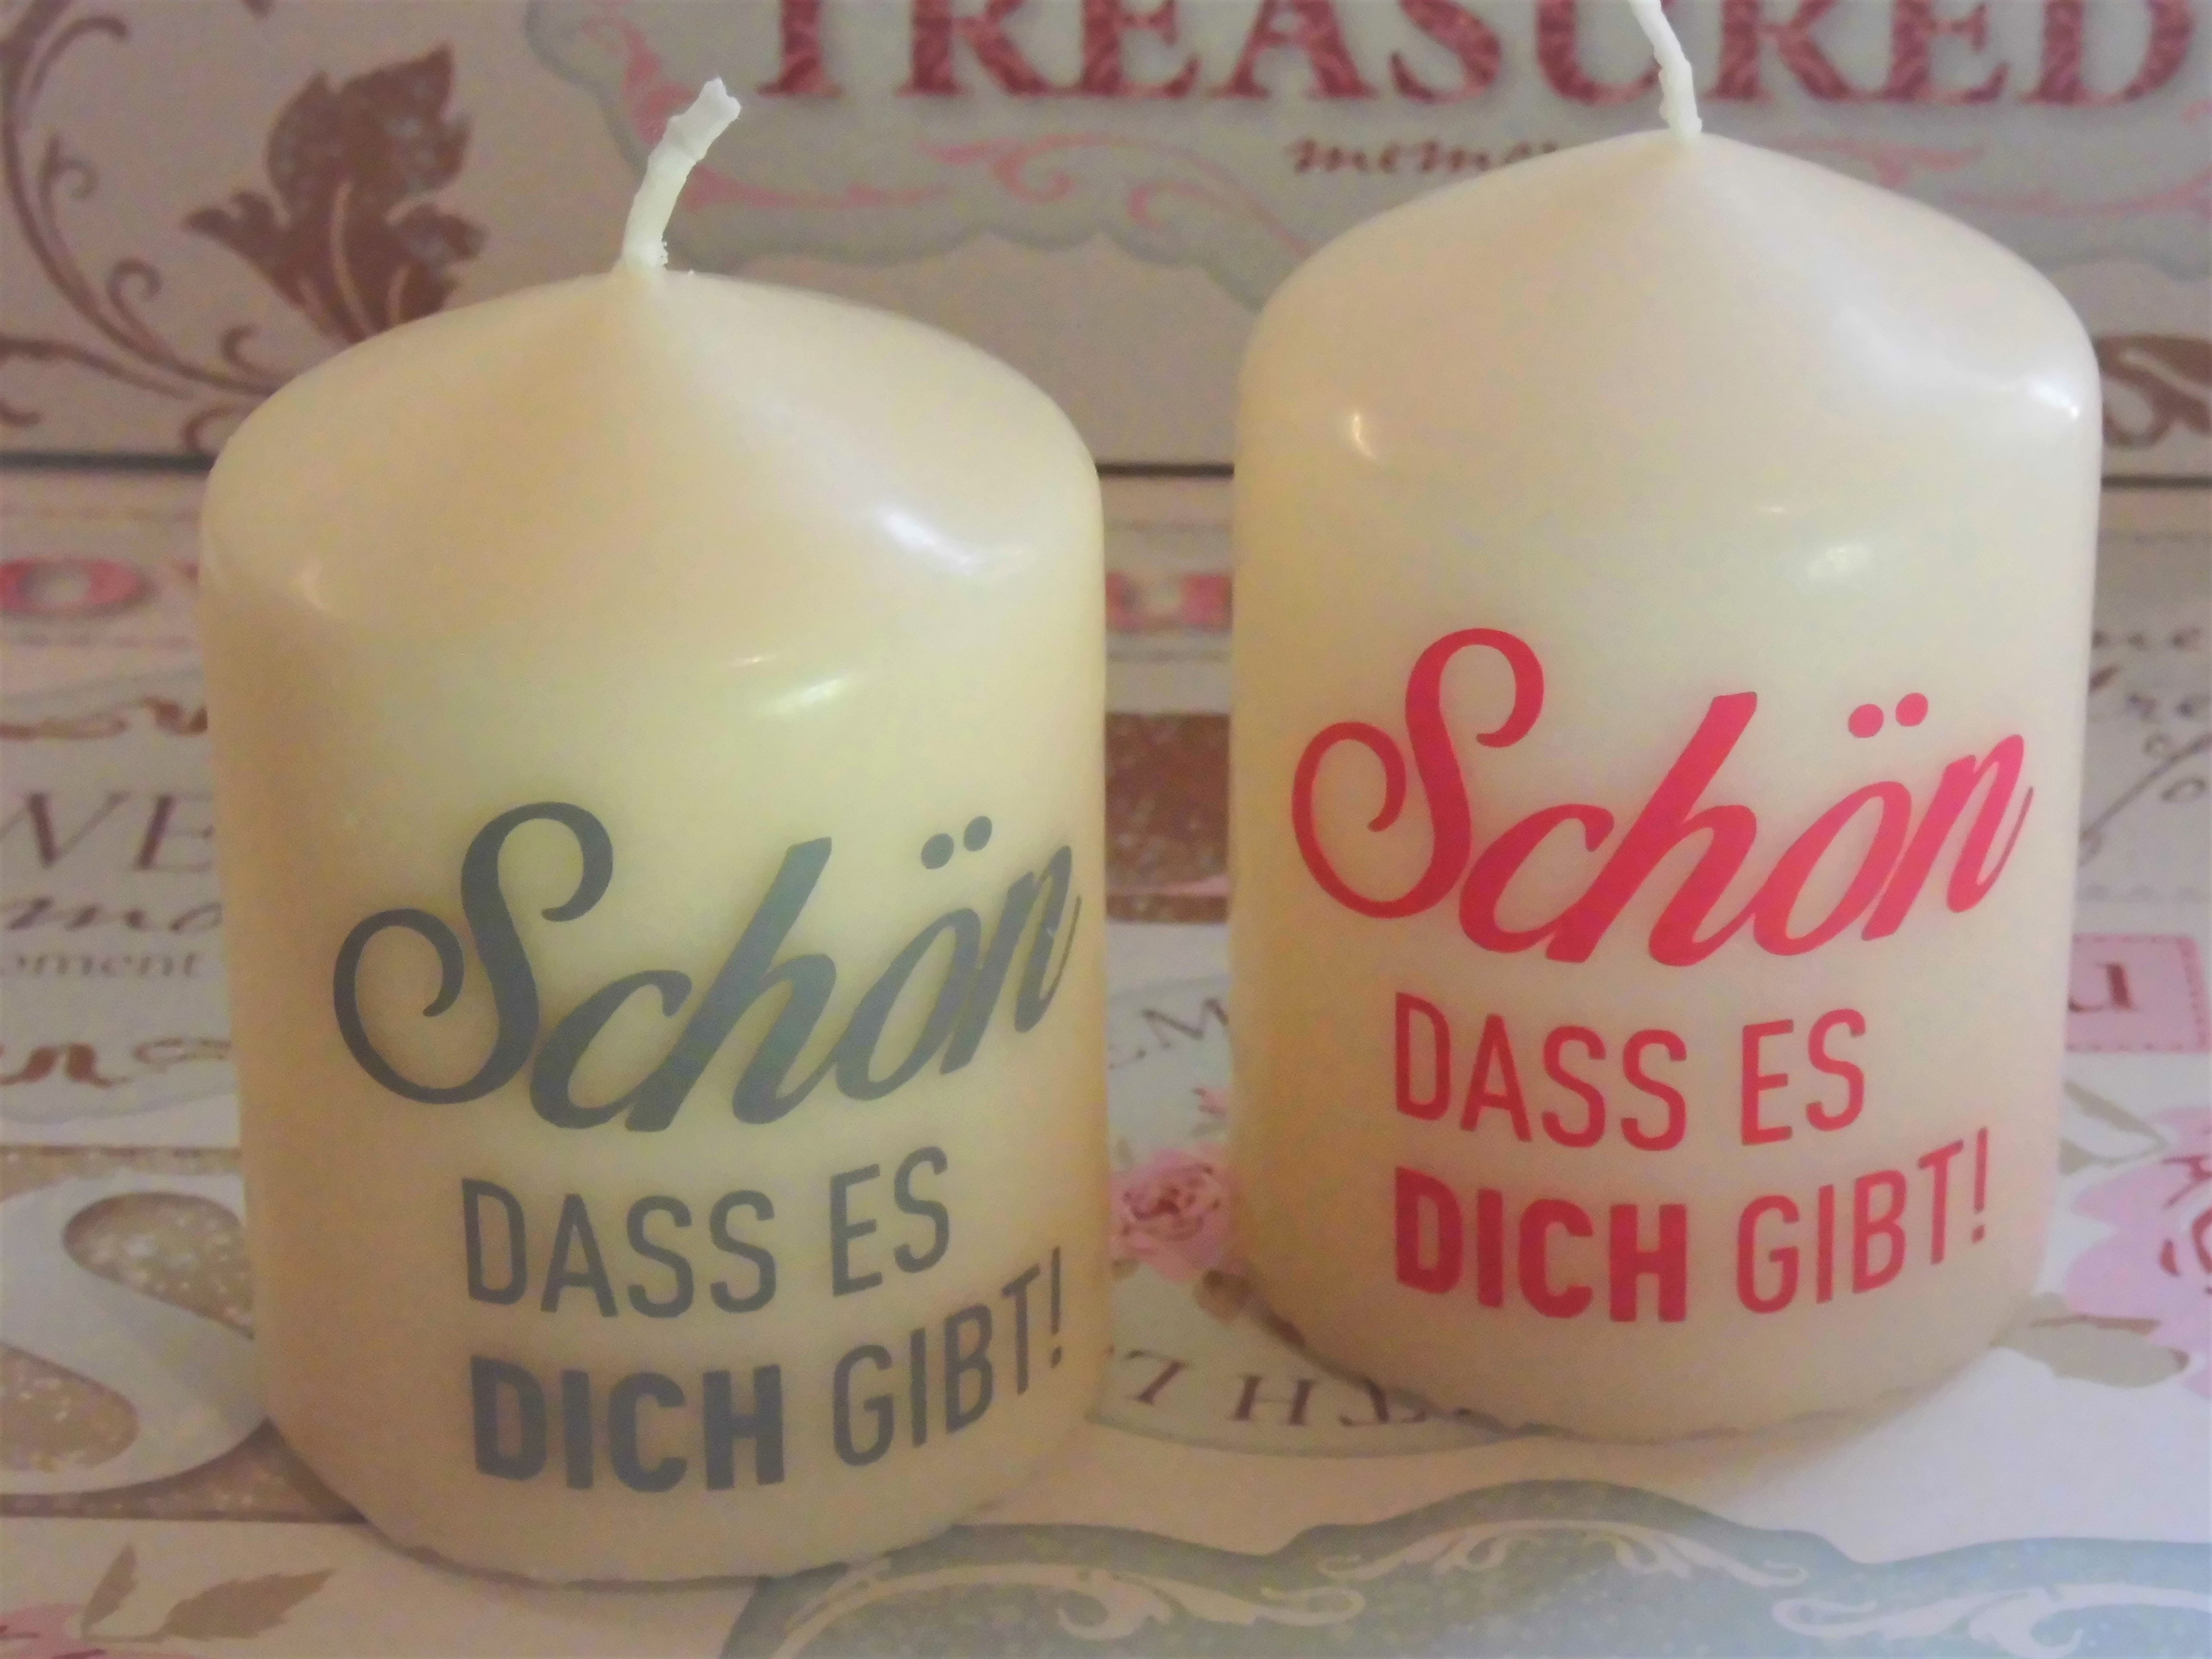 TREASURED
Schön
DASS ES
DICH GIBT!
Schön
DASS ES
DICH GIBT!